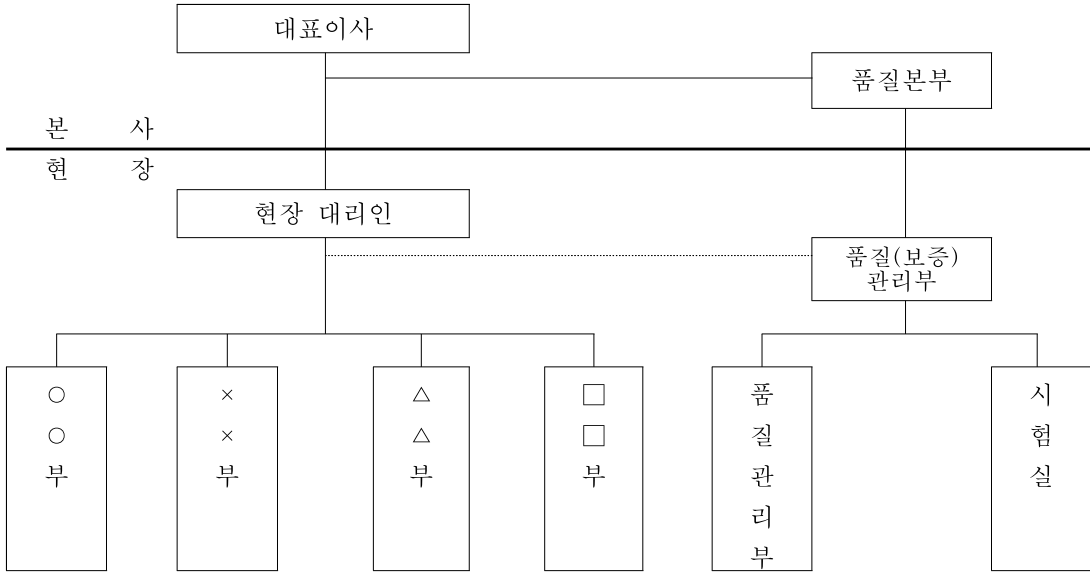 대표이사
품질본부
본 사
현 장
현장 대리인
품질(보증)
관리부
○○부
××부
△△부
□□부
품질관리부
시험실